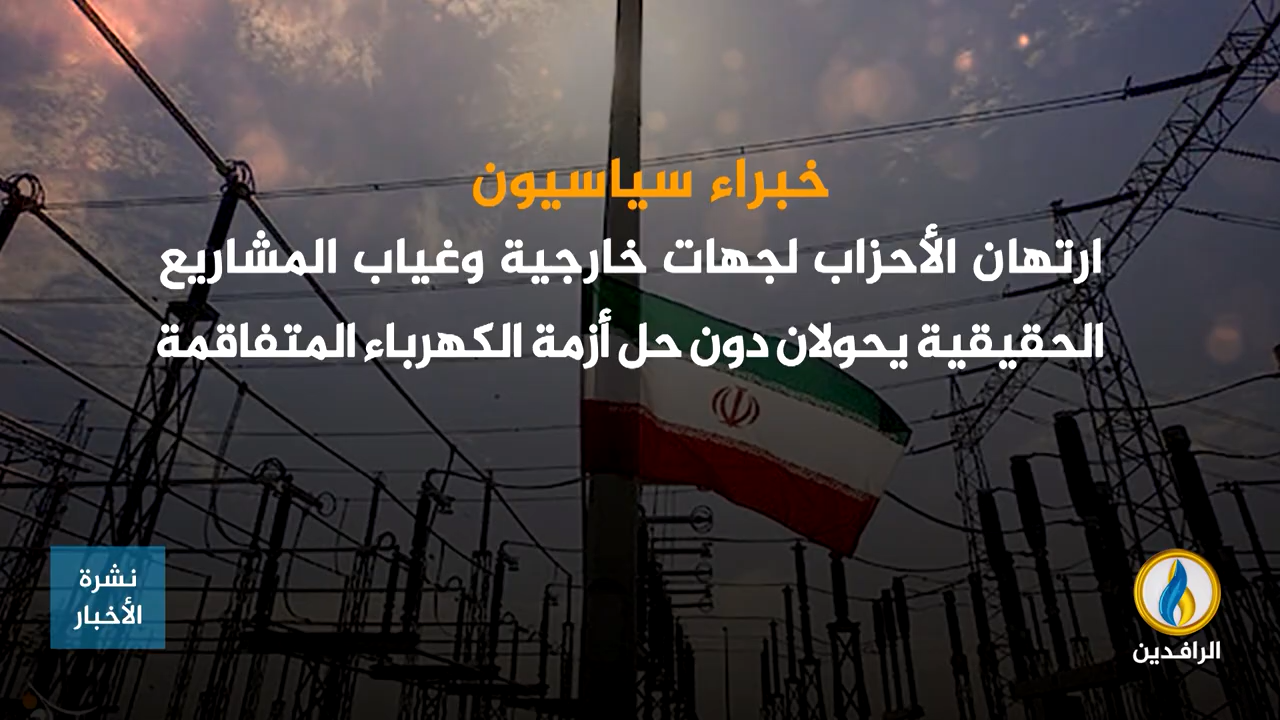 خبراء سياسيون
ارتهان الأحزاب لجهات خارجية وغياب المشاريع
الحقيقية يحولان دون حل أزمة الكهرباء المتفاقمة
نشرة
الأخبار
الرافدين